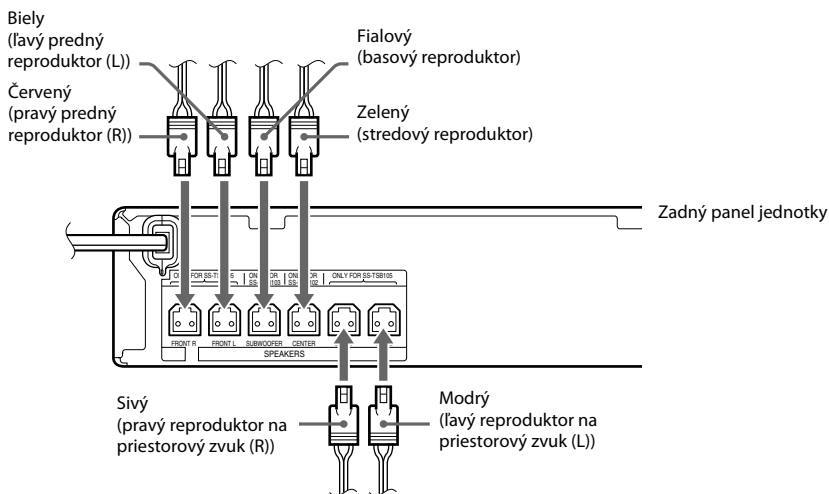 Biely
(ľavý predný
reproduktor (L))
Červený
(pravý predný
reproduktor (R))
Fialový
(basový reproduktor)
Zelený
(stredový reproduktor)
Zadný panel jednotky
ONLY FOR SS-TSB105
FRONT R
FRONT L
SUBWOOFER
CENTER
SPEAKERS
Sivý
(pravý reproduktor na
priestorový zvuk (R))
Modrý
(ľavý reproduktor na
priestorový zvuk (L))